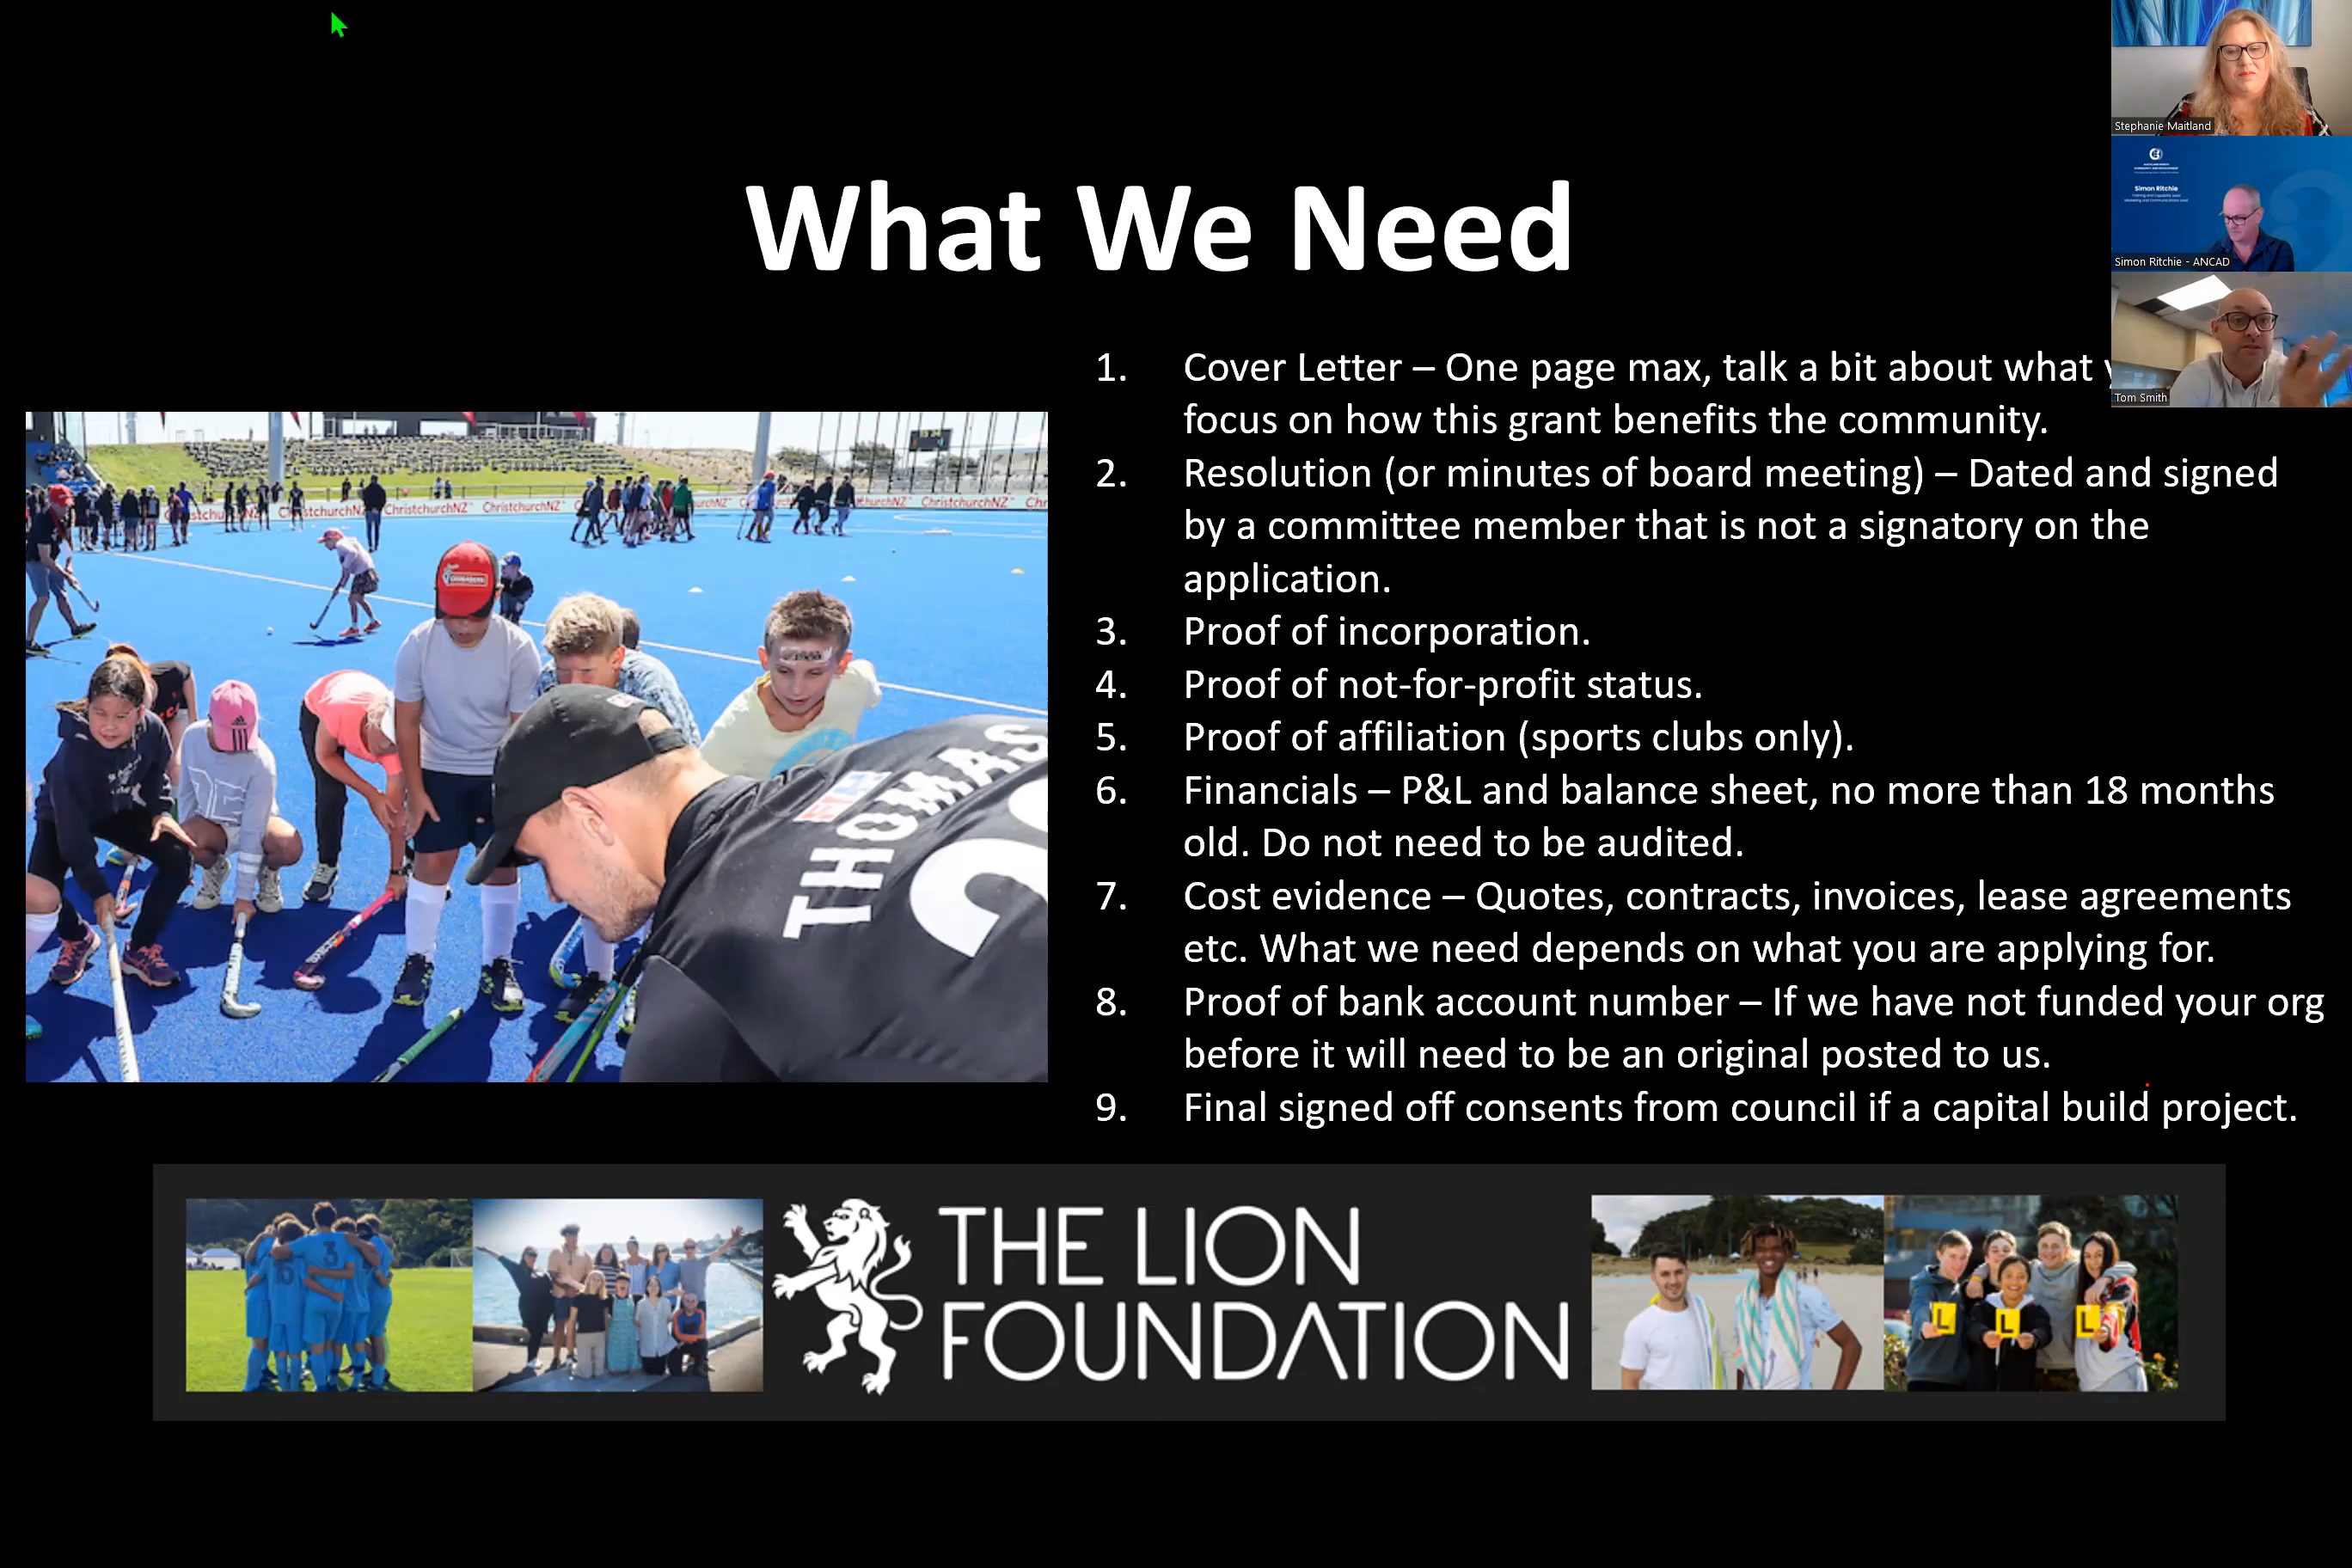 What We Need
1. Cover Letter – One page max, talk a bit about what
focus on how this grant benefits the community.
2. Resolution (or minutes of board meeting) – Dated and signed
by a committee member that is not a signatory on the
application.
3. Proof of incorporation.
4. Proof of not-for-profit status.
5. Proof of affiliation (sports clubs only).
6. Financials – P&L and balance sheet, no more than 18 months
old. Do not need to be audited.
7. Cost evidence – Quotes, contracts, invoices, lease agreements
etc. What we need depends on what you are applying for.
8. Proof of bank account number – If we have not funded your org
before it will need to be an original posted to us.
9. Final signed off consents from council if a capital build project.
Stephanie Maitland
Simon Ritchie
Simon Ritchie - ANCAD
Tom Smith
ChristchurchNZ ChristchurchNZ ChristchurchNZ
ChristchurchNZ
THOMAS
THE LION
FOUNDATION
3
L L L